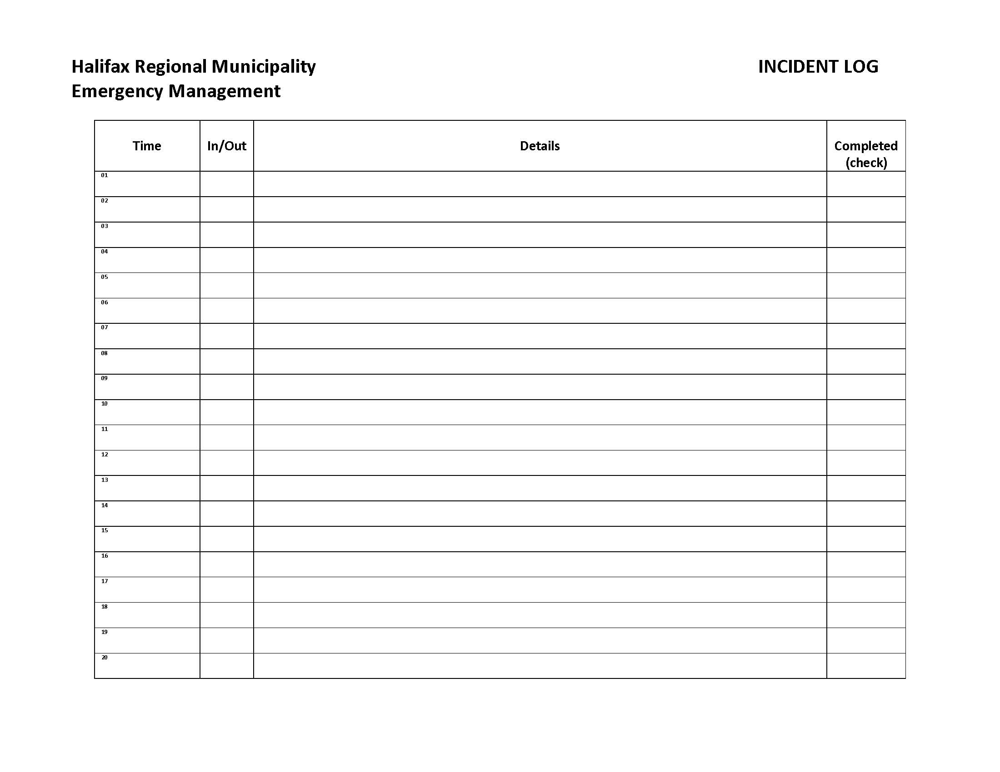 Halifax Regional Municipality
INCIDENT LOG
Emergency Management
Time
In/Out
Details
Completed
(check)
01
02
03
04
05
06
07
08
09
10
11
12
13
14
15
16
17
18
19
20